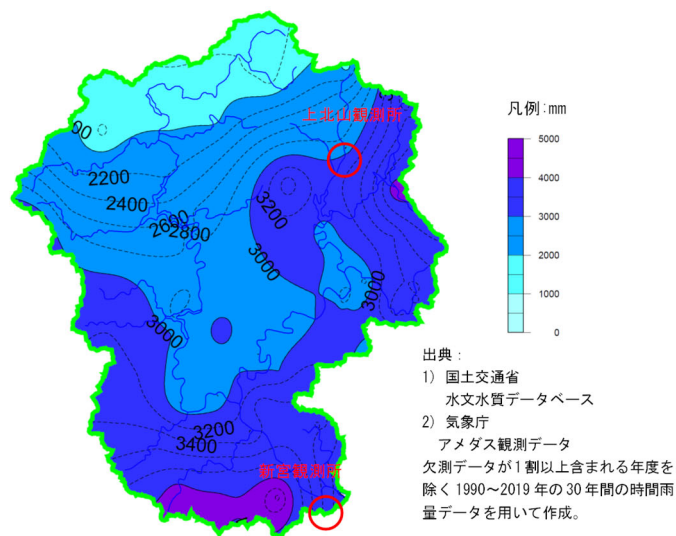 上北山観測所
凡例:mm
5000
4000
3000
2000
1000
0
2200
2400
2600
2800
3200
3000
3000
3000
3200
3400
新宮観測所
出典：
1) 国土交通省
水文水質データベース
2) 気象庁
アメダス観測データ
欠測データが1割以上含まれる年度を
除く1990～2019年の30年間の時間雨
量データを用いて作成。